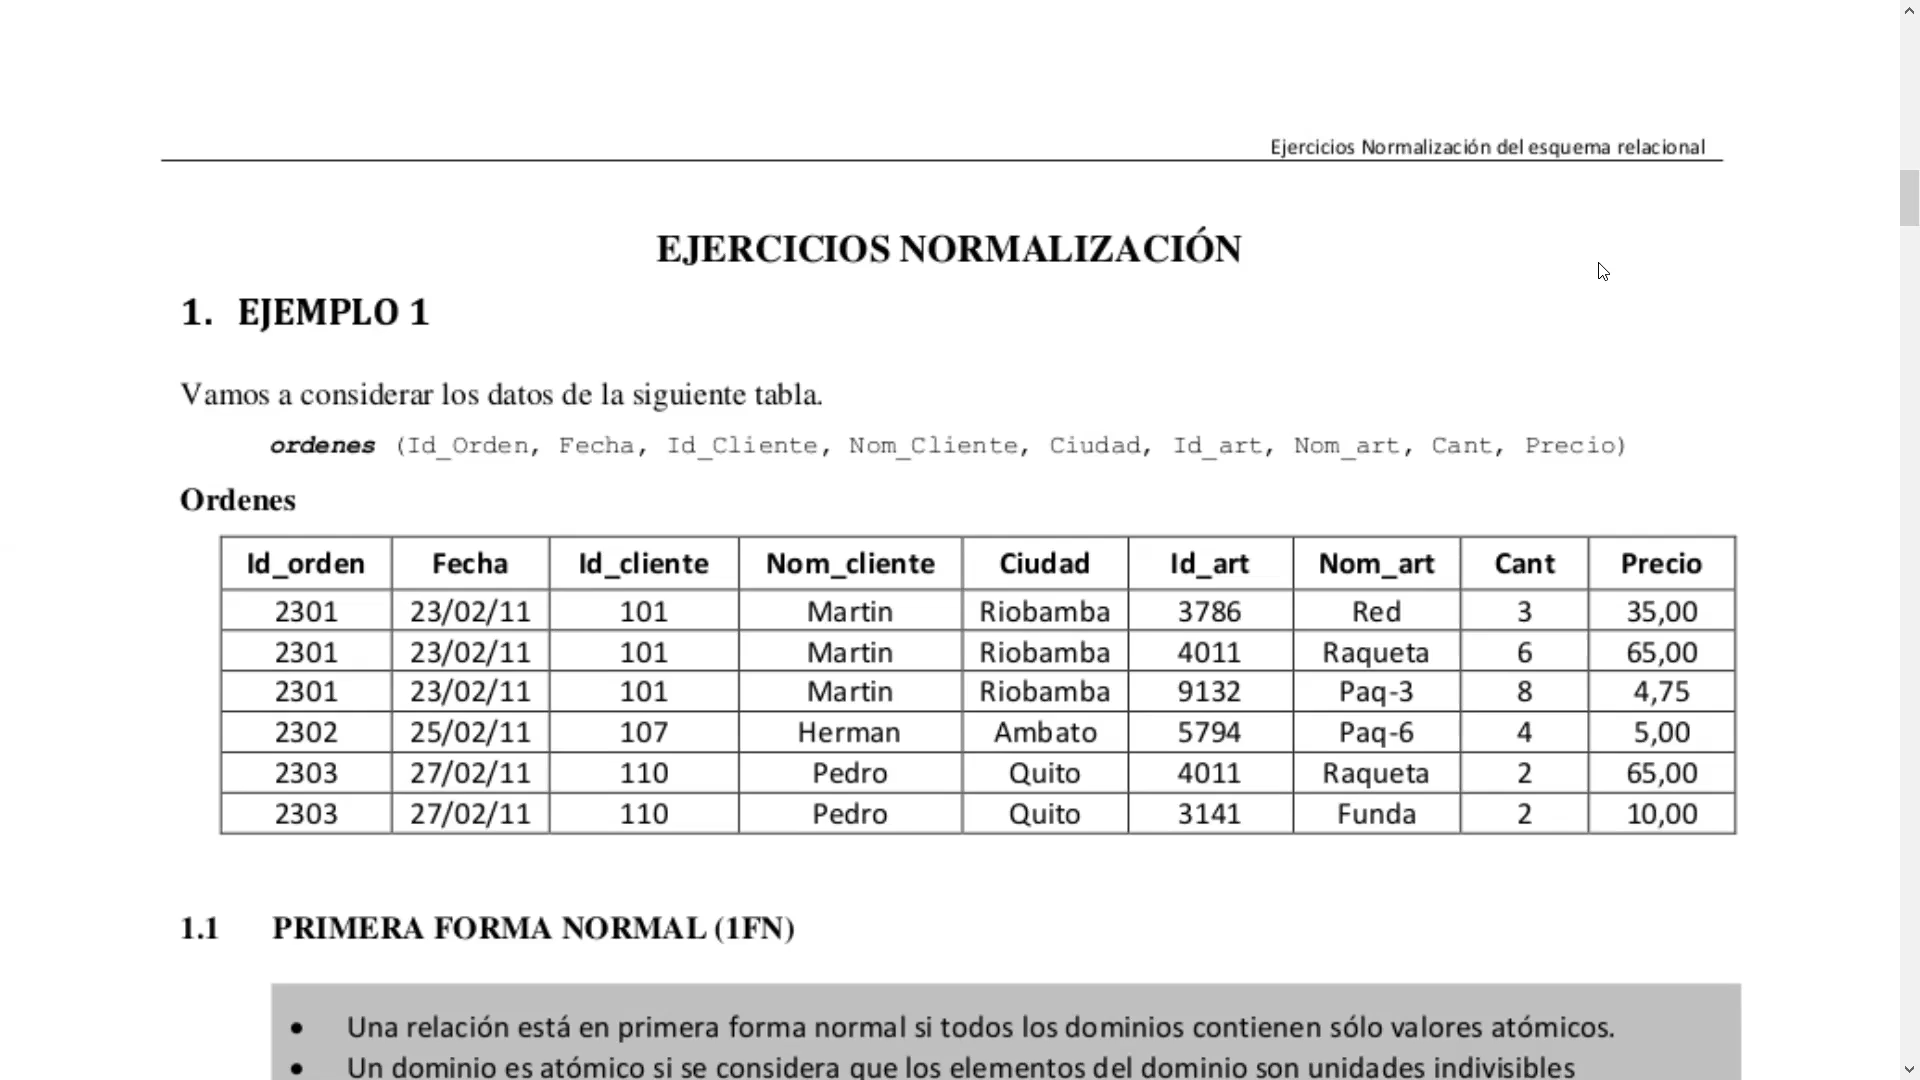 Ejercicios Normalización del esquema relacional
EJERCICIOS NORMALIZACIÓN
1. EJEMPLO 1
Vamos a considerar los datos de la siguiente tabla.
ordenes (Id_Orden, Fecha, Id_Cliente, Nom_Cliente, Ciudad, Id_art, Nom_art, Cant, Precio)
Ordenes
Id_orden Fecha Id_cliente Nom_cliente Ciudad Id_art Nom_art Cant Precio
2301 23/02/11 101 Martin Riobamba 3786 Red 3 35,00
2301 23/02/11 101 Martin Riobamba 4011 Raqueta 6 65,00
2301 23/02/11 101 Martin Riobamba 9132 Paq-3 8 4,75
2302 25/02/11 107 Herman Ambato 5794 Paq-6 4 5,00
2303 27/02/11 110 Pedro Quito 4011 Raqueta 2 65,00
2303 27/02/11 110 Pedro Quito 3141 Funda 2 10,00
1.1 PRIMERA FORMA NORMAL (1FN)
• Una relación está en primera forma normal si todos los dominios contienen sólo valores atómicos.
• Un dominio es atómico si se considera que los elementos del dominio son unidades indivisibles